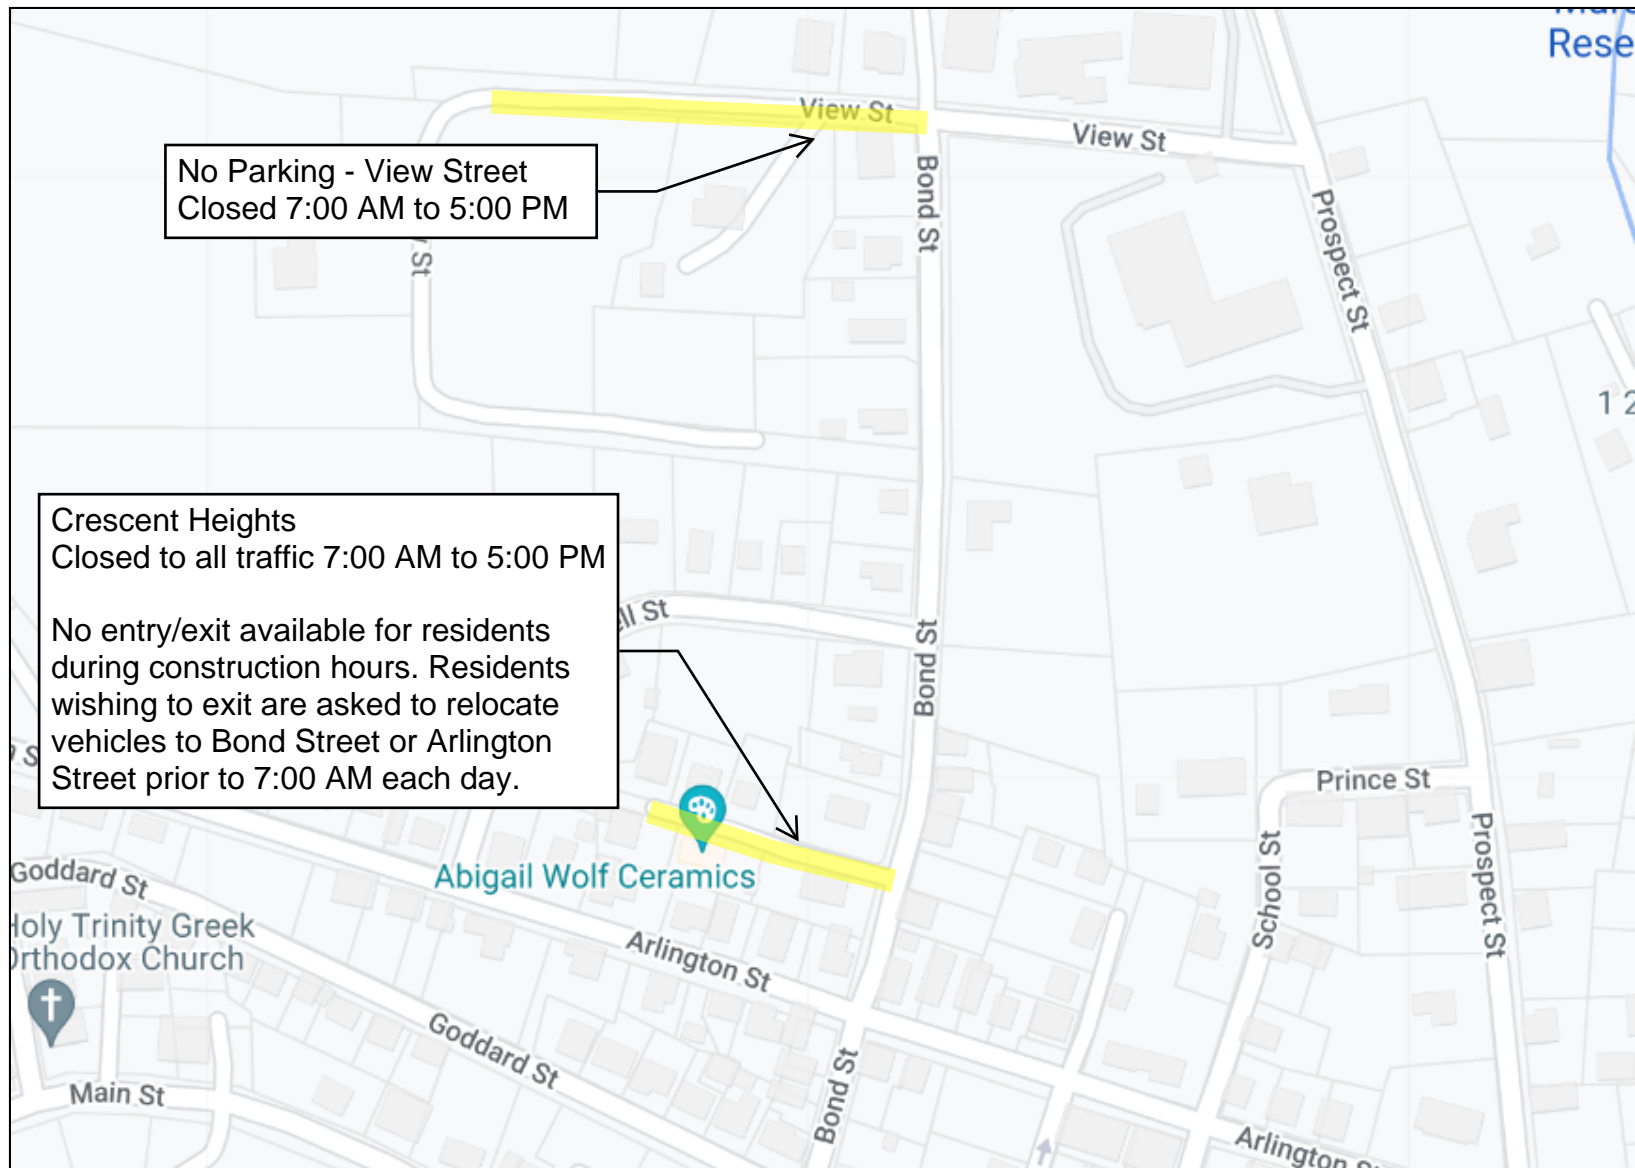 Rese
View St
View St
No Parking - View Street
Closed 7:00 AM to 5:00 PM
St
Bond St
Prospect St
1 2
Crescent Heights
Closed to all traffic 7:00 AM to 5:00 PM
No entry/exit available for residents
during construction hours. Residents
wishing to exit are asked to relocate
vehicles to Bond Street or Arlington
Street prior to 7:00 AM each day.
ell St
Bond St
Prince St
Abigail Wolf Ceramics
Goddard St
Holy Trinity Greek
Orthodox Church
Arlington St
School St
Prospect St
Goddard St
Main St
Bond St
Arlington St